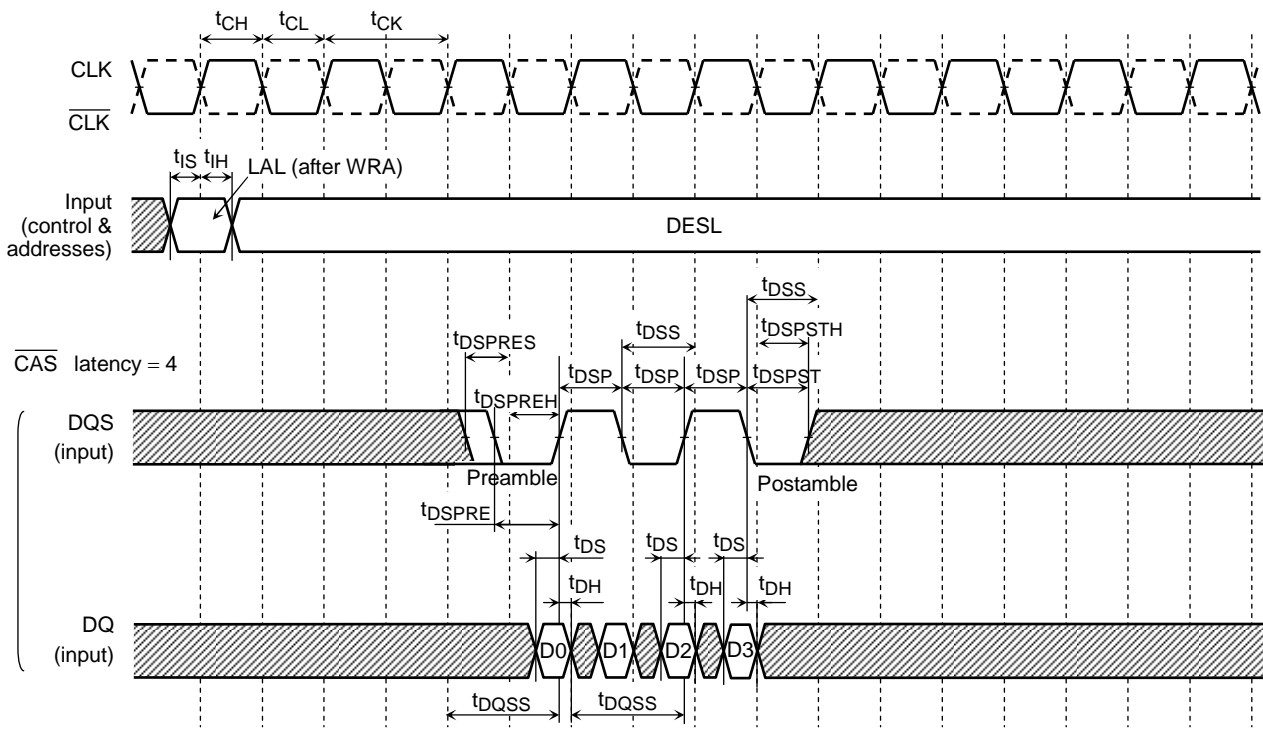 tCH tCL tCK
CLK
CLK
tIS tIH LAL (after WRA)
Input
(control &
addresses)
DESL
tDSS
tDSS tDSPSTH
tDSPRES
CAS latency = 4
tDSP tDSP tDSP tDSPST
tDSPREH
DQS
(input)
Preamble Postamble
tDSPRE
tDS tDS tDS
tDH tDH tDH
DQ
(input)
D0 D1 D2 D3
tDQSS tDQSS